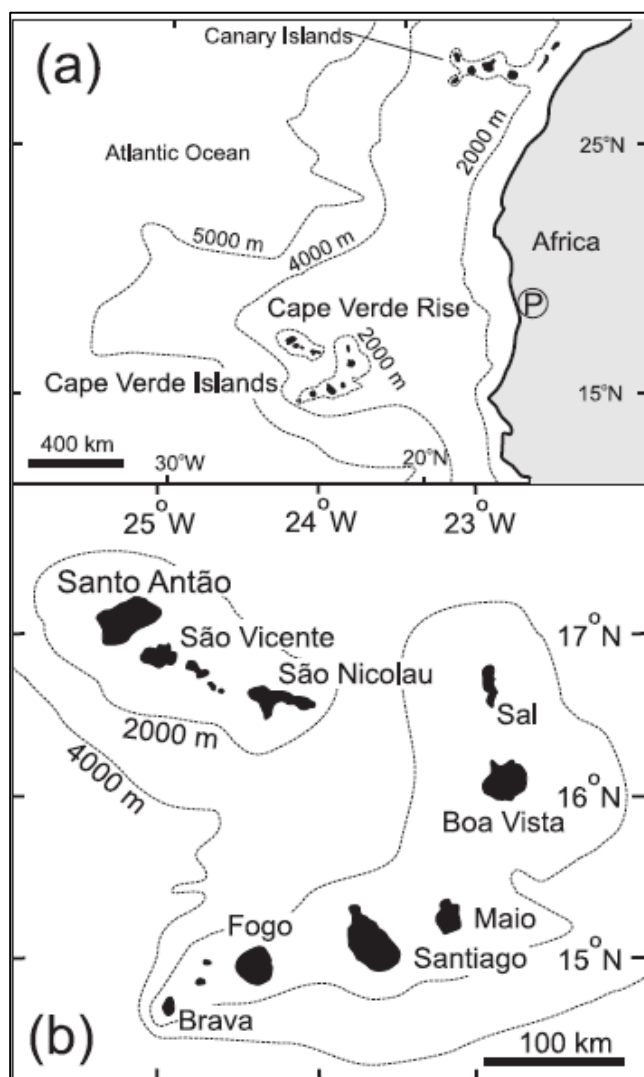 (a)
Canary Islands
2000 m
25°N
Atlantic Ocean
5000 m
4000 m
Africa
P
Cape Verde Rise
2000 m
Cape Verde Islands
15°N
400 km
30°W
20°N
25°W
24°W
23°W
Santo Antão
17°N
São Vicente
São Nicolau
Sal
2000 m
4000 m
16°N
Boa Vista
Fogo
Maio
Santiago
15°N
Brava
(b)
100 km